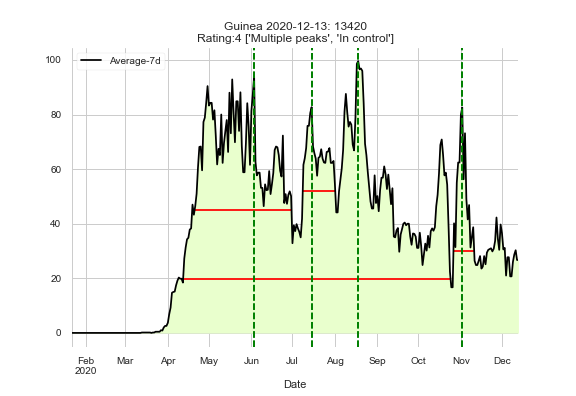 Guinea 2020-12-13: 13420
Rating:4 ['Multiple peaks', 'In control']
Average-7d
100
80
60
40
20
0
Feb Mar Apr May Jun Jul Aug Sep Oct Nov Dec
2020
Date